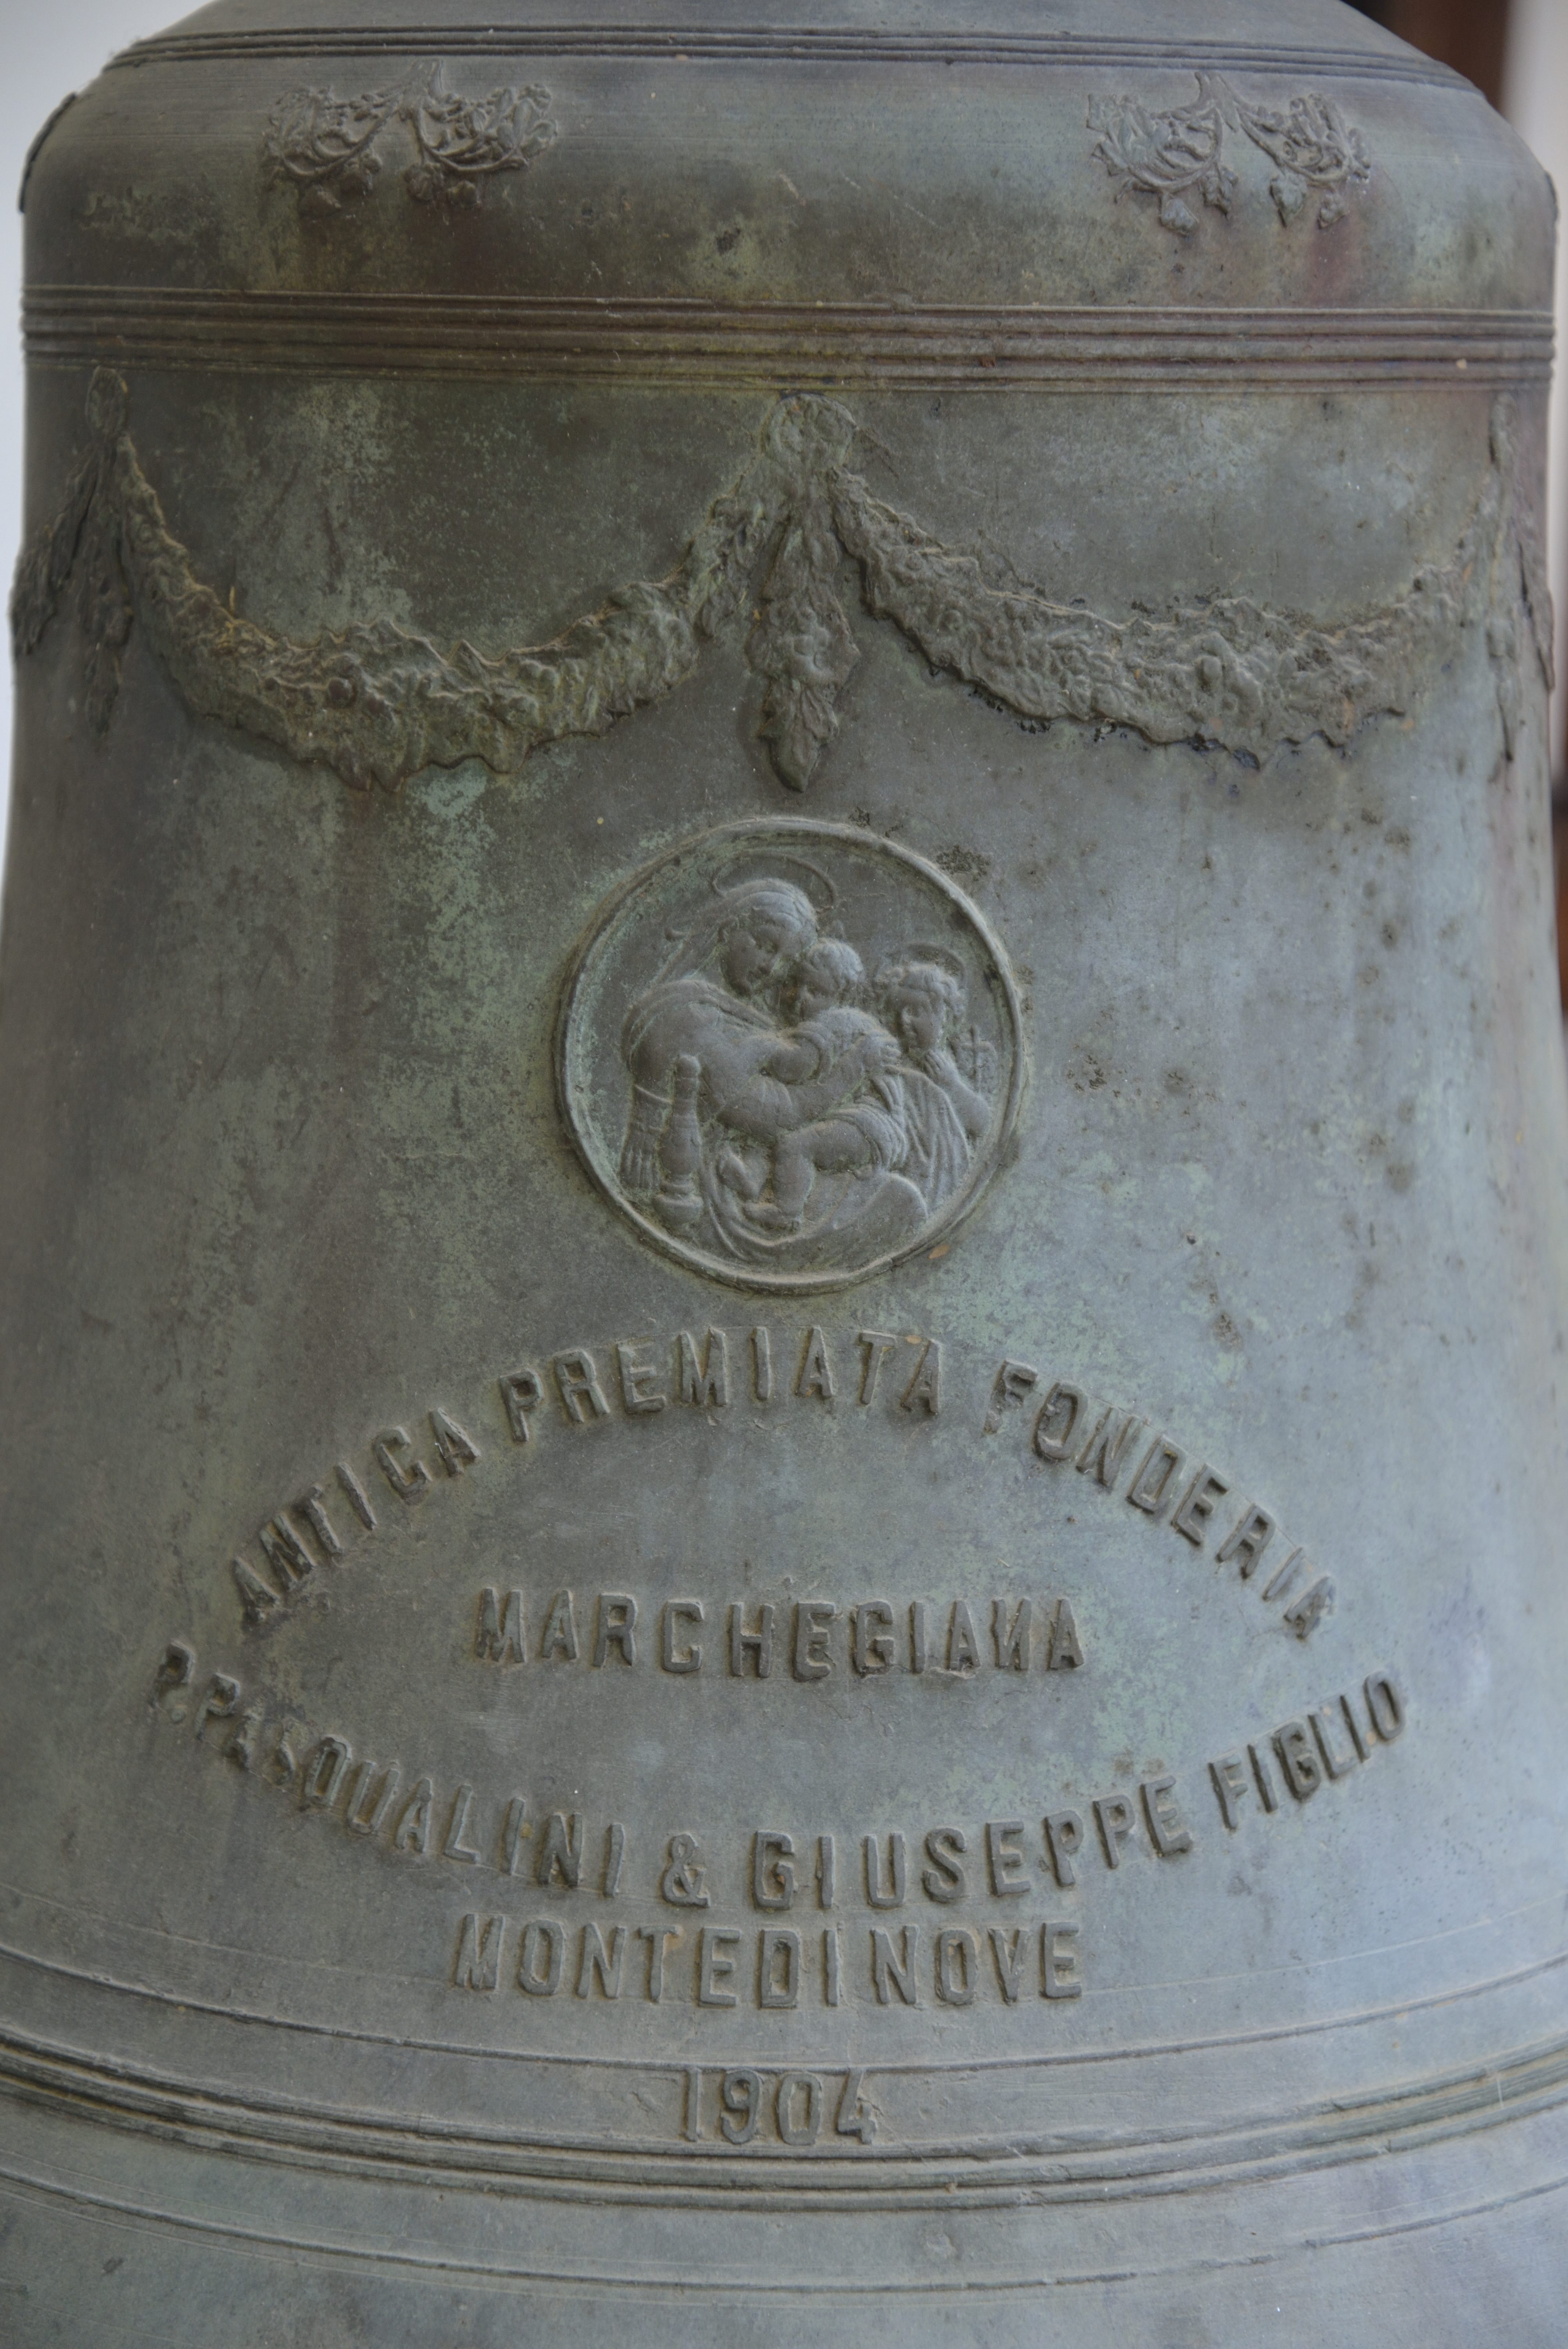 ANTICA PREMIATA FONDERIA
MARCHEGIANA
P. PASQUALINI & GIUSEPPE FIGLIO
MONTEDINOVE
1904